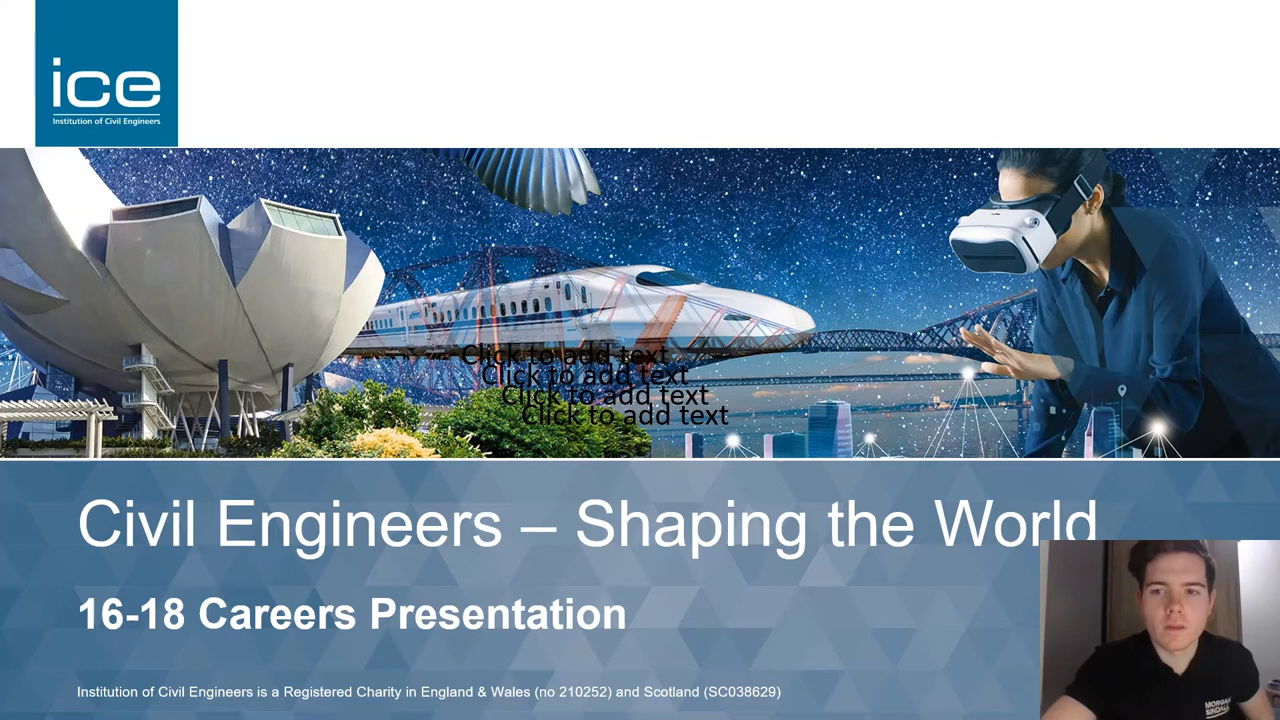 ice
Institution of Civil Engineers
Click to add text
Click to add text
Click to add text
Click to add text
Civil Engineers – Shaping the World
16-18 Careers Presentation
Institution of Civil Engineers is a Registered Charity in England & Wales (no 210252) and Scotland (SC038629)
MORGAN
SINDALL